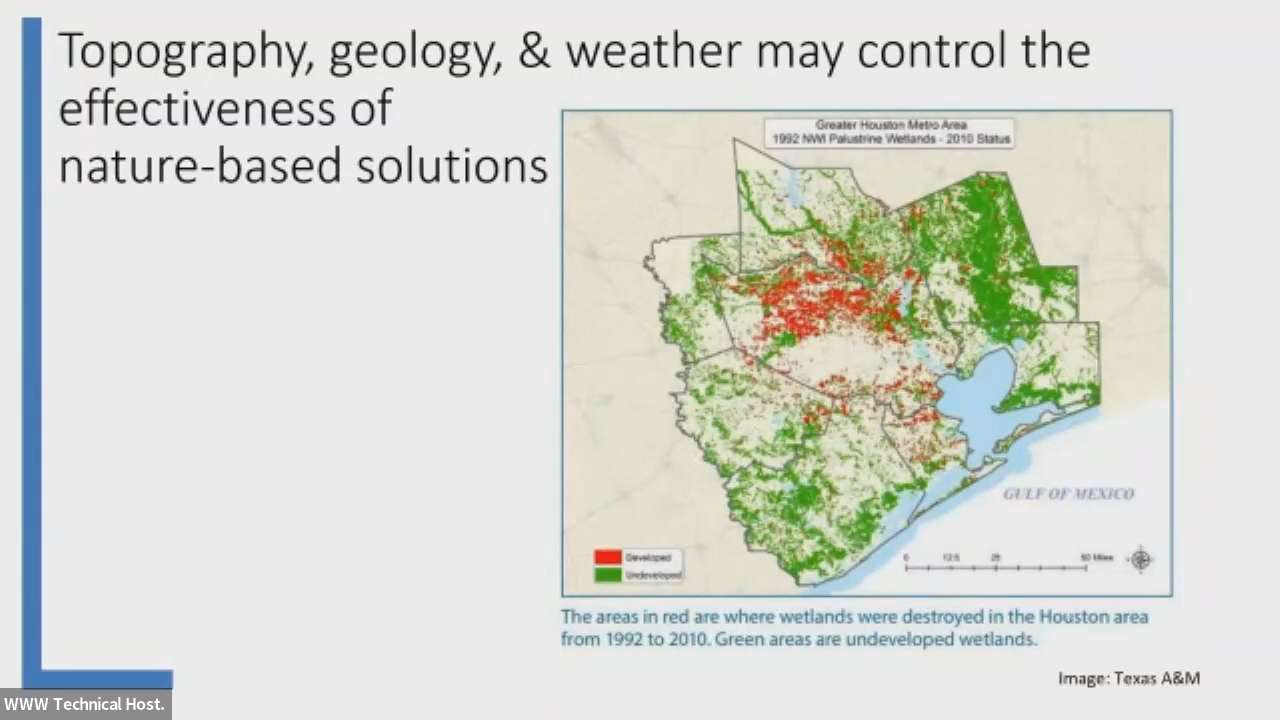 Topography, geology, & weather may control the
effectiveness of
nature-based solutions
Greater Houston Metro Area
1992 NWI Palustrine Wetlands - 2010 Status
GULF OF MEXICO
Developed
Undeveloped
0 12.5 25 50 Miles
The areas in red are where wetlands were destroyed in the Houston area
from 1992 to 2010. Green areas are undeveloped wetlands.
Image: Texas A&M
WWW Technical Host.